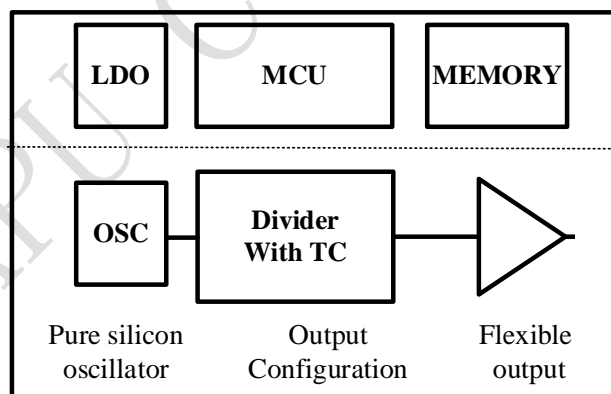 LDO
MCU
MEMORY
OSC
Divider
With TC
Pure silicon
oscillator
Output
Configuration
Flexible
output